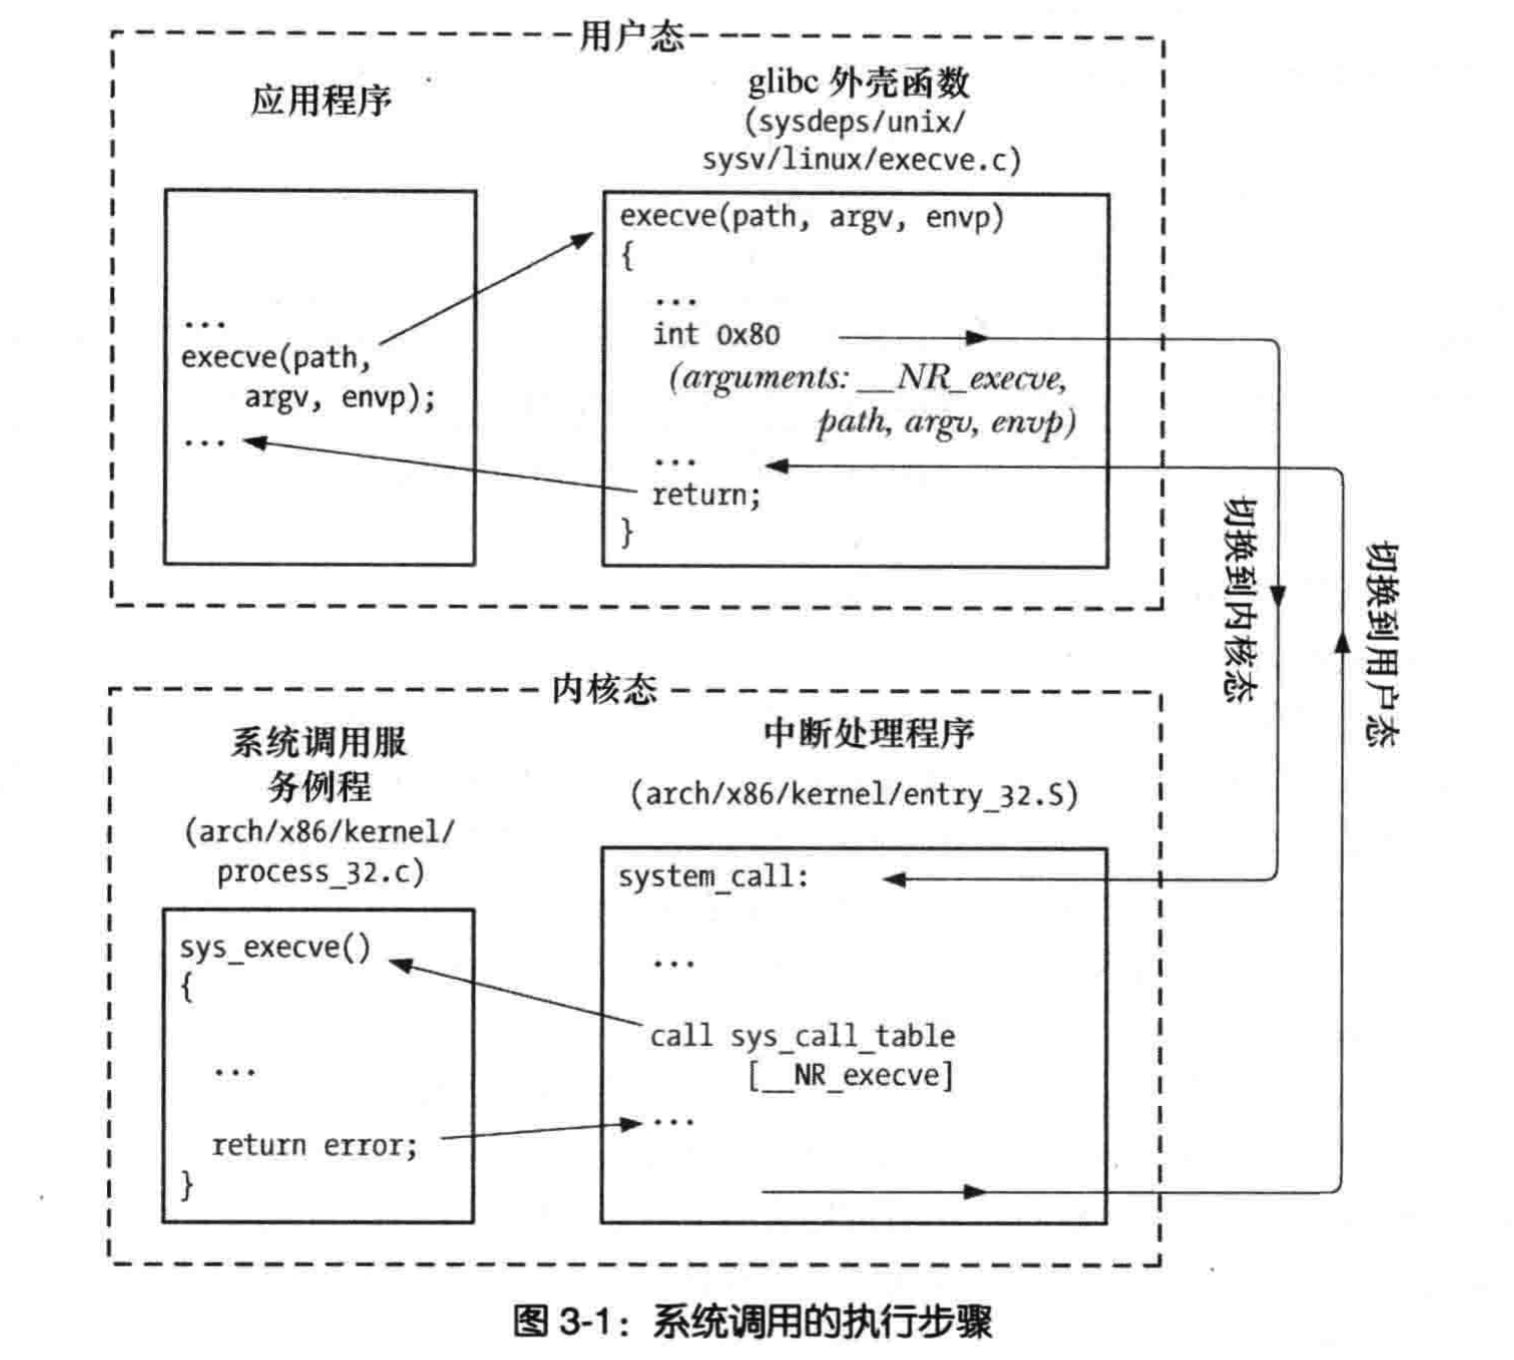 用户态
应用程序
...
execve(path,
argv, envp);
...
glibc 外壳函数
(sysdeps/unix/
sysv/linux/execve.c)
execve(path, argv, envp)
{
...
int 0x80
(arguments: __NR_execve,
path, argv, envp)
...
return;
}
切换到内核态
切换到用户态
内核态
系统调用服
务例程
(arch/x86/kernel/
process_32.c)
sys_execve()
{
...
return error;
}
中断处理程序
(arch/x86/kernel/entry_32.S)
system_call:
...
call sys_call_table
[__NR_execve]
...
图 3-1：系统调用的执行步骤